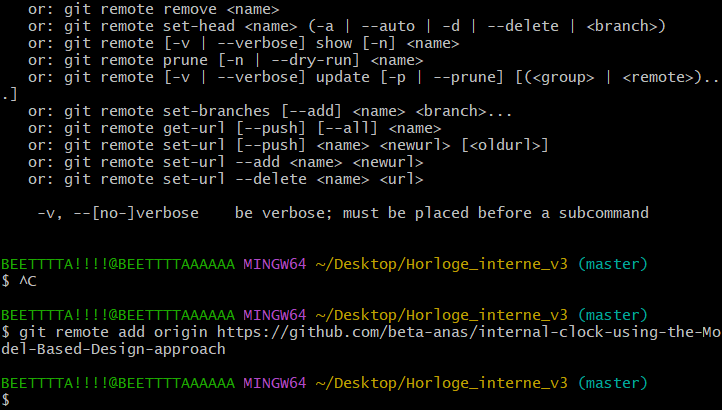 or: git remote remove <name>
or: git remote set-head <name> (-a | --auto | -d | --delete | <branch>)
or: git remote [-v | --verbose] show [-n] <name>
or: git remote prune [-n | --dry-run] <name>
or: git remote [-v | --verbose] update [-p | --prune] [(<group> | <remote>)..
.]
or: git remote set-branches [--add] <name> <branch>...
or: git remote get-url [--push] [--all] <name>
or: git remote set-url [--push] <name> <newurl> [<oldurl>]
or: git remote set-url --add <name> <newurl>
or: git remote set-url --delete <name> <url>
-v, --[no-]verbose    be verbose; must be placed before a subcommand
BEETTTTA!!!!@BEETTTTAAAAAA MINGW64 ~/Desktop/Horloge_interne_v3 (master)
$ ^C
BEETTTTA!!!!@BEETTTTAAAAAA MINGW64 ~/Desktop/Horloge_interne_v3 (master)
$ git remote add origin https://github.com/beta-anas/internal-clock-using-the-Mo
del-Based-Design-approach
BEETTTTA!!!!@BEETTTTAAAAAA MINGW64 ~/Desktop/Horloge_interne_v3 (master)
$